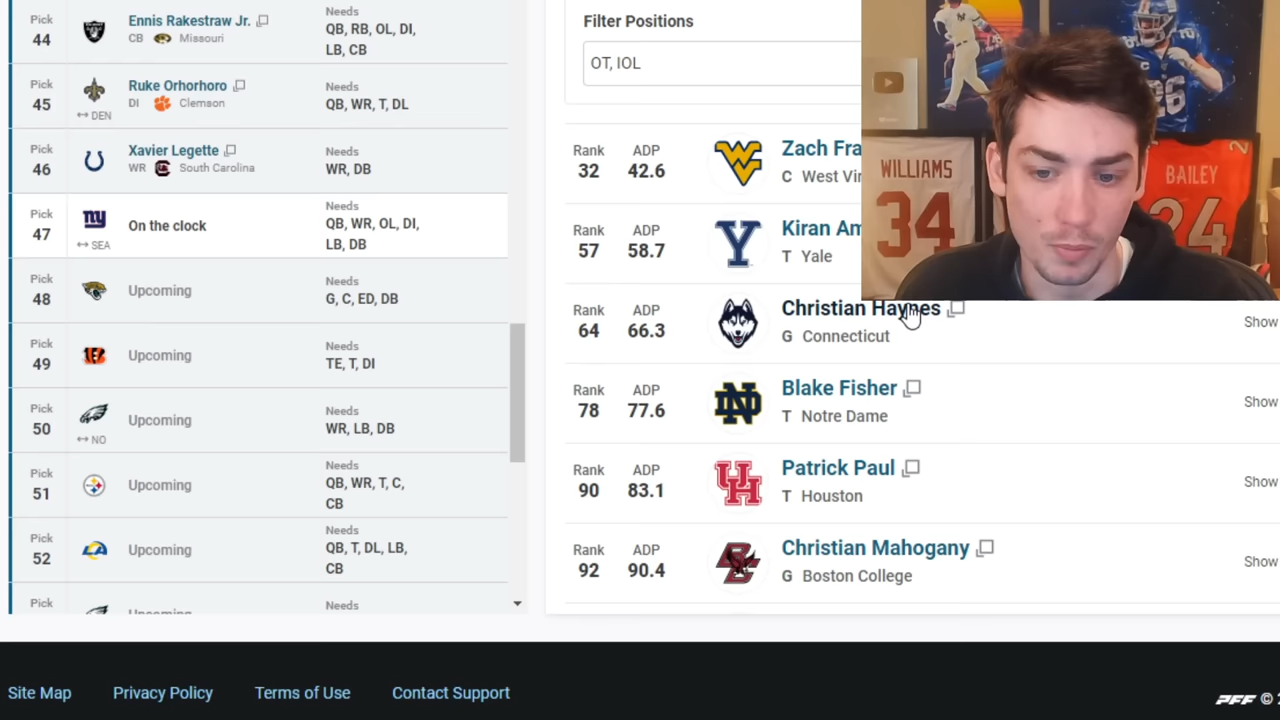 Pick
44
Ennis Rakestraw Jr.
CB Missouri
Needs
QB, RB, OL, DI,
LB, CB
Pick
45
DEN
Ruke Orhorhoro
DI Clemson
Needs
QB, WR, T, DL
Pick
46
Xavier Legette
WR South Carolina
Needs
WR, DB
Pick
47
ny
SEA
On the clock
Needs
QB, WR, OL, DI,
LB, DB
Pick
48
Upcoming
Needs
G, C, ED, DB
Pick
49
Upcoming
Needs
TE, T, DI
Pick
50
NO
Upcoming
Needs
WR, LB, DB
Pick
51
Upcoming
Needs
QB, WR, T, C,
CB
Pick
52
Upcoming
Needs
QB, T, DL, LB,
CB
Pick
Upcoming
Needs
Filter Positions
OT, IOL
Rank
32
ADP
42.6
WV
Zach Fra
C West Vir
Rank
57
ADP
58.7
Y
Kiran Am
T Yale
Rank
64
ADP
66.3
Christian Haynes
G Connecticut
Show
Rank
78
ADP
77.6
ND
Blake Fisher
T Notre Dame
Show
Rank
90
ADP
83.1
UH
Patrick Paul
T Houston
Show
Rank
92
ADP
90.4
BC
Christian Mahogany
G Boston College
Show
WILLIAMS
34
26
BAILEY
24
2
Site Map
Privacy Policy
Terms of Use
Contact Support
PFF ©